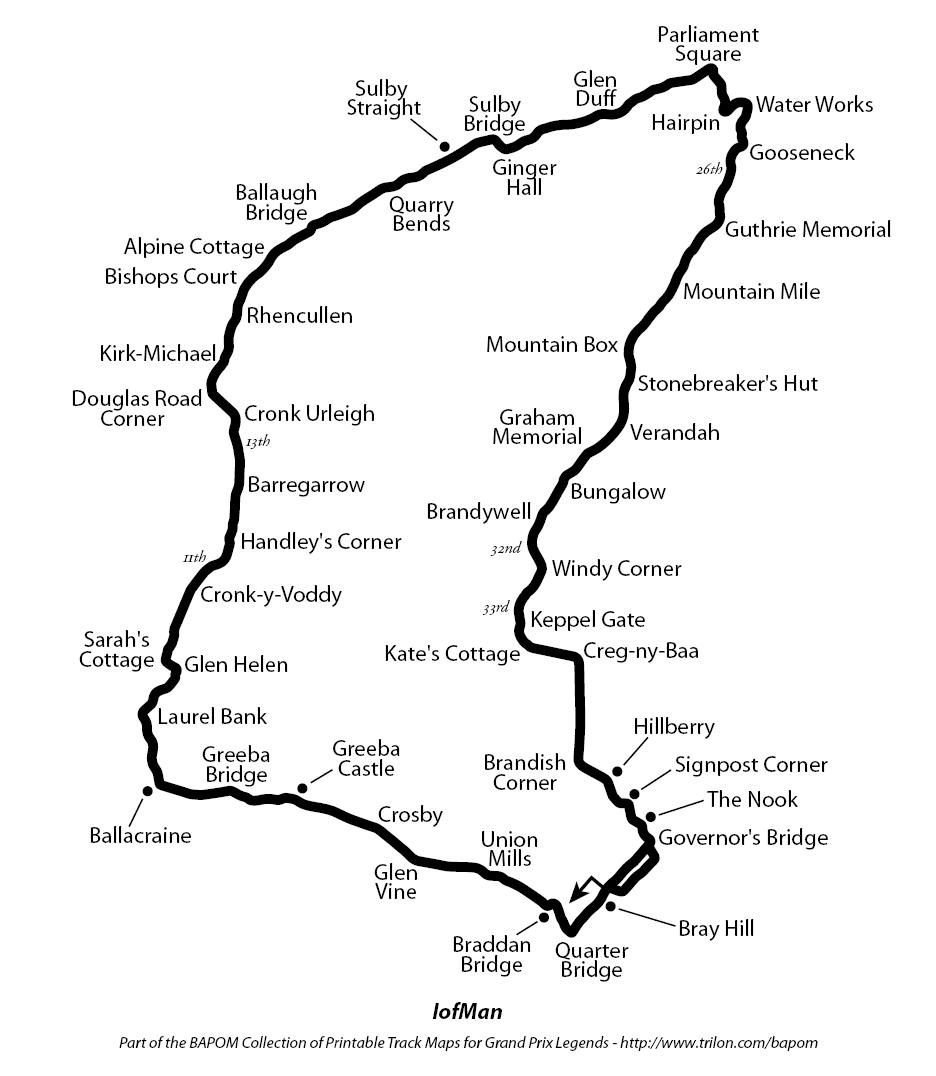 Parliament
Square
Glen
Duff
Sulby
Straight
Sulby
Bridge
Water Works
Hairpin
Gooseneck
26th
Ginger
Hall
Ballaugh
Bridge
Quarry
Bends
Guthrie Memorial
Alpine Cottage
Bishops Court
Mountain Mile
Rhencullen
Mountain Box
Kirk-Michael
Stonebreaker's Hut
Douglas Road
Corner
Cronk Urleigh
Graham
Memorial
Verandah
13th
Barregarrow
Bungalow
Brandywell
Handley's Corner
32nd
11th
Windy Corner
Cronk-y-Voddy
33rd
Keppel Gate
Sarah's
Cottage
Glen Helen
Kate's Cottage
Creg-ny-Baa
Laurel Bank
Hillberry
Greeba
Bridge
Greeba
Castle
Brandish
Corner
Signpost Corner
The Nook
Crosby
Ballacraine
Governor's Bridge
Union
Mills
Glen
Vine
Bray Hill
Braddan
Bridge
Quarter
Bridge
IofMan
Part of the BAPOM Collection of Printable Track Maps for Grand Prix Legends - http://www.trilon.com/bapom